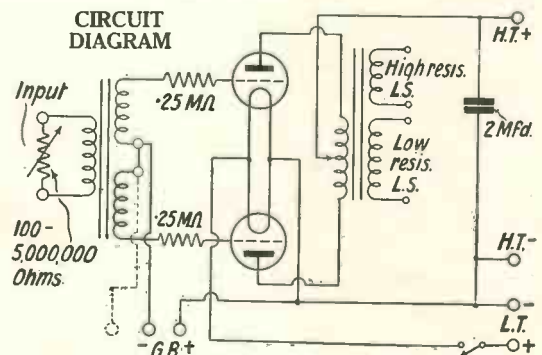 CIRCUIT
DIAGRAM
Input
100-
5,000,000
Ohms.
.25 MΩ
.25 MΩ
- G.B. +
High resis.
L.S.
Low
resis.
L.S.
H.T.+
2 Mfd.
H.T.-
-
L.T.
+